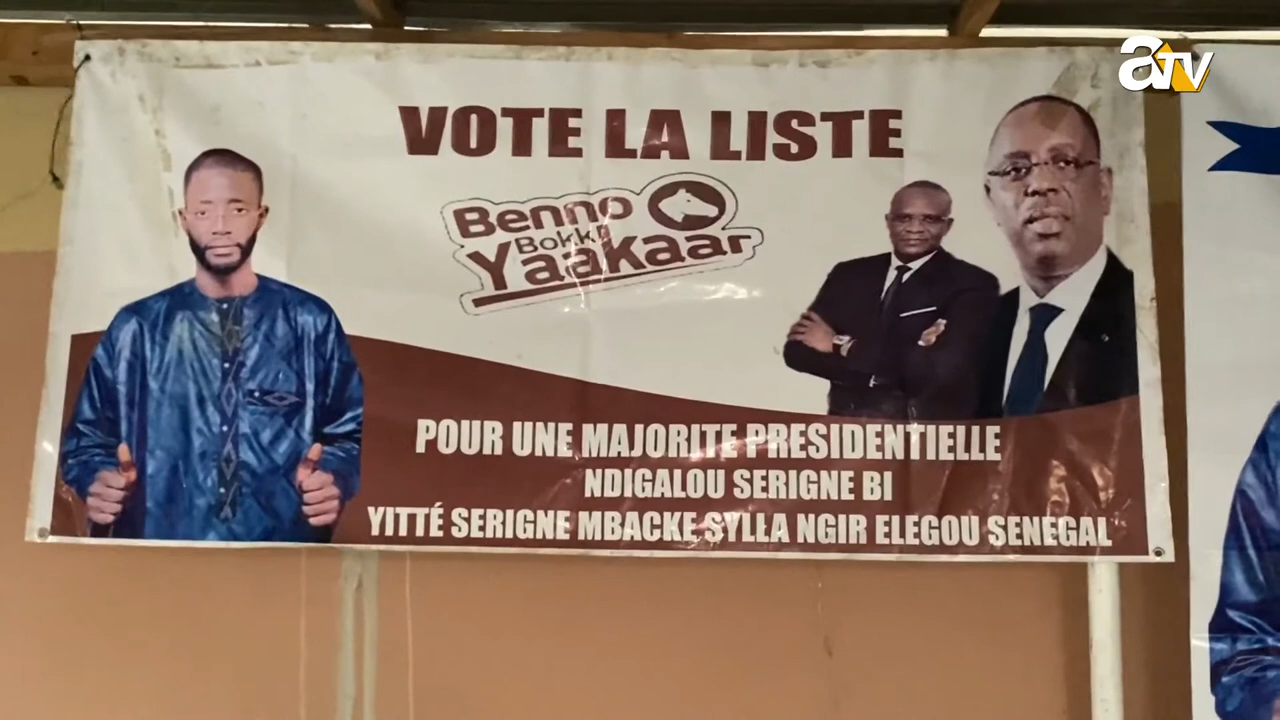 aTV
VOTE LA LISTE
Benno
Bokk
Yaakaar
POUR UNE MAJORITE PRESIDENTIELLE
NDIGALOU SERIGNE BI
YITTÉ SERIGNE MBACKE SYLLA NGIR ELEGOU SENEGAL